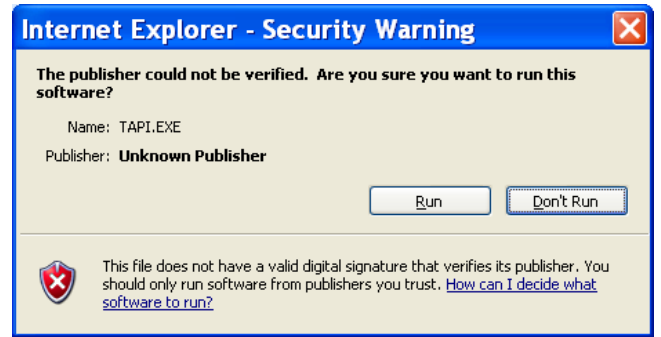 Internet Explorer - Security Warning
The publisher could not be verified. Are you sure you want to run this
software?
Name: TAPI.EXE
Publisher: Unknown Publisher
Run
Don't Run
This file does not have a valid digital signature that verifies its publisher. You
should only run software from publishers you trust. How can I decide what
software to run?